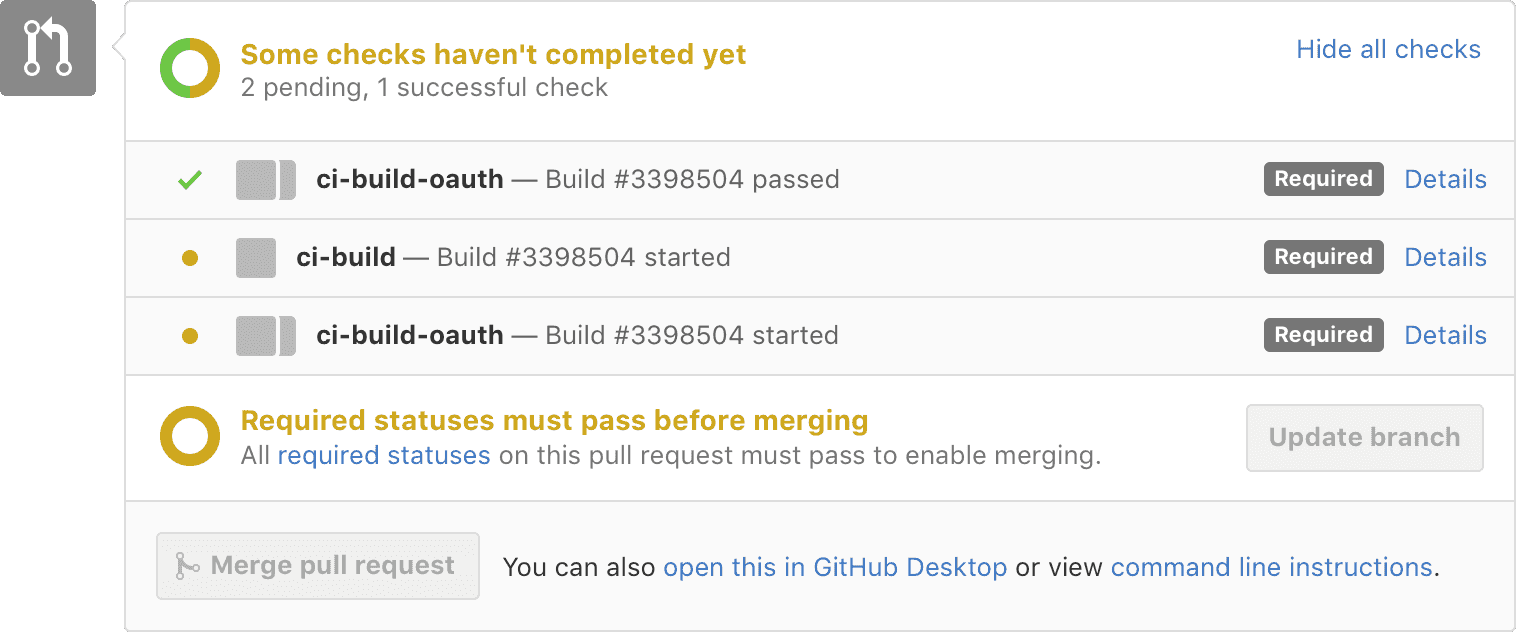 Some checks haven't completed yet
Hide all checks
2 pending, 1 successful check
ci-build-oauth — Build #3398504 passed Required Details
ci-build — Build #3398504 started Required Details
ci-build-oauth — Build #3398504 started Required Details
Required statuses must pass before merging
All required statuses on this pull request must pass to enable merging.
Update branch
Merge pull request
You can also open this in GitHub Desktop or view command line instructions.